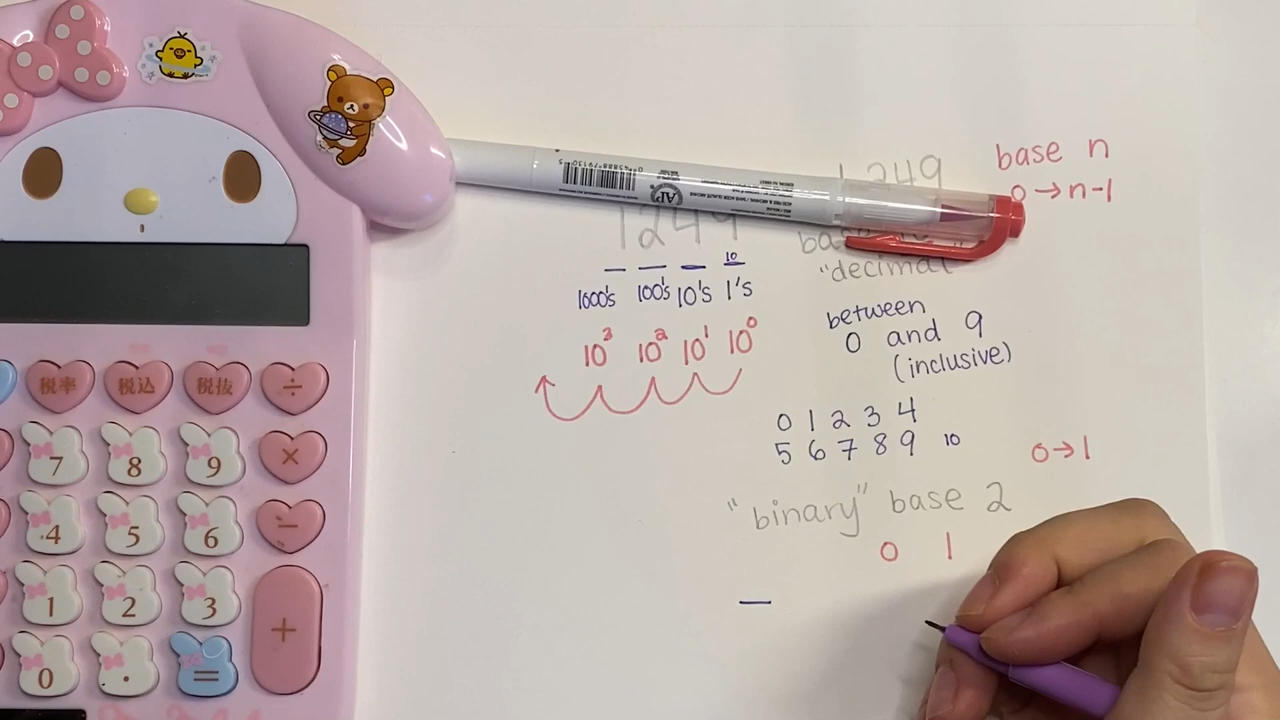 1249
base n
0→n-1
1249
"decimal"
10
1000's 100's 10's 1's
10³ 10² 10¹ 10⁰
between
0 and 9
(inclusive)
0 1 2 3 4
5 6 7 8 9 10
0→1
"binary" base 2
0 1
税率 税込 税抜 ÷
7 8 9 ×
4 5 6 −
1 2 3 +
0 . =